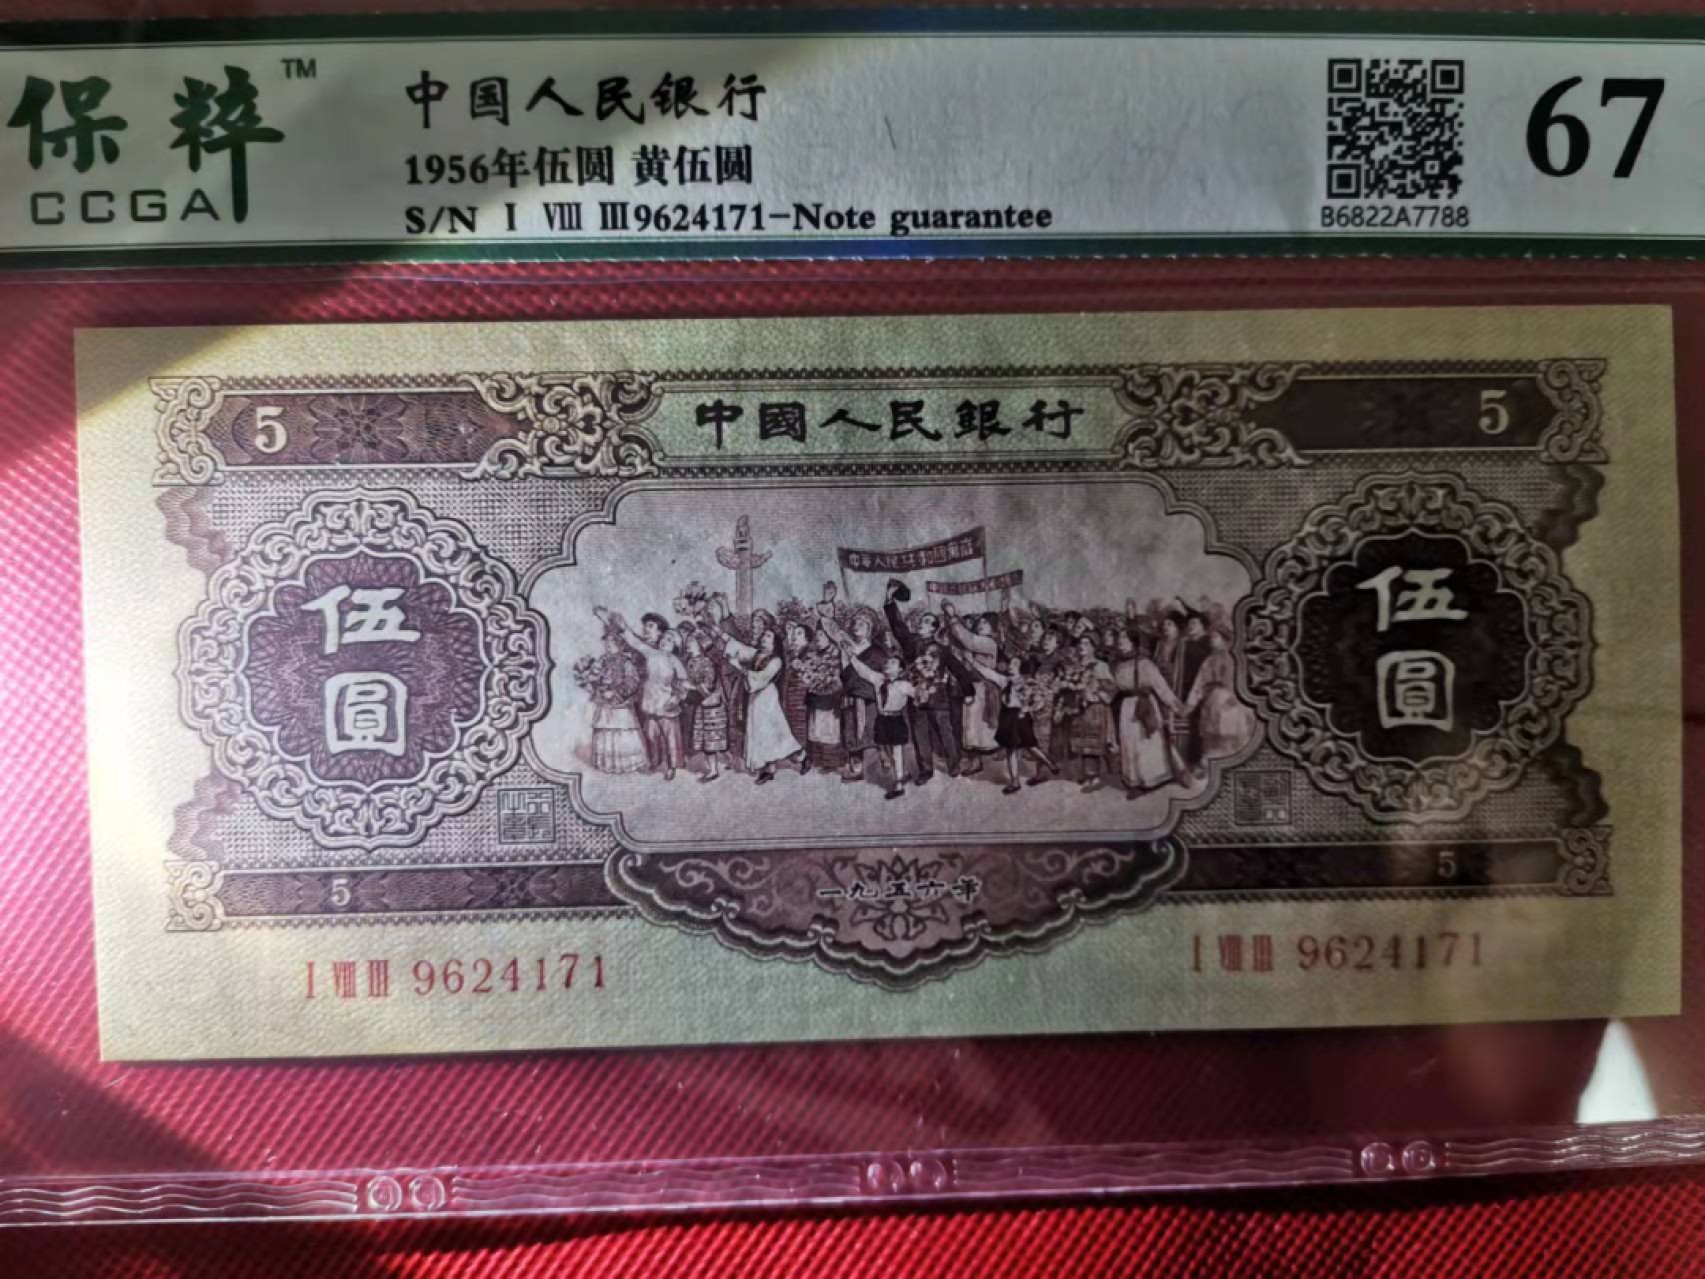 保粹™
CCGA
中国人民银行
1956年伍圆 黄伍圆
S/N Ⅰ Ⅷ Ⅲ9624171-Note guarantee
B6822A7788
67
5
中國人民銀行
5
伍圓
伍圓
5
一九五六年
5
Ⅰ Ⅷ Ⅲ 9624171
Ⅰ Ⅷ Ⅲ 9624171